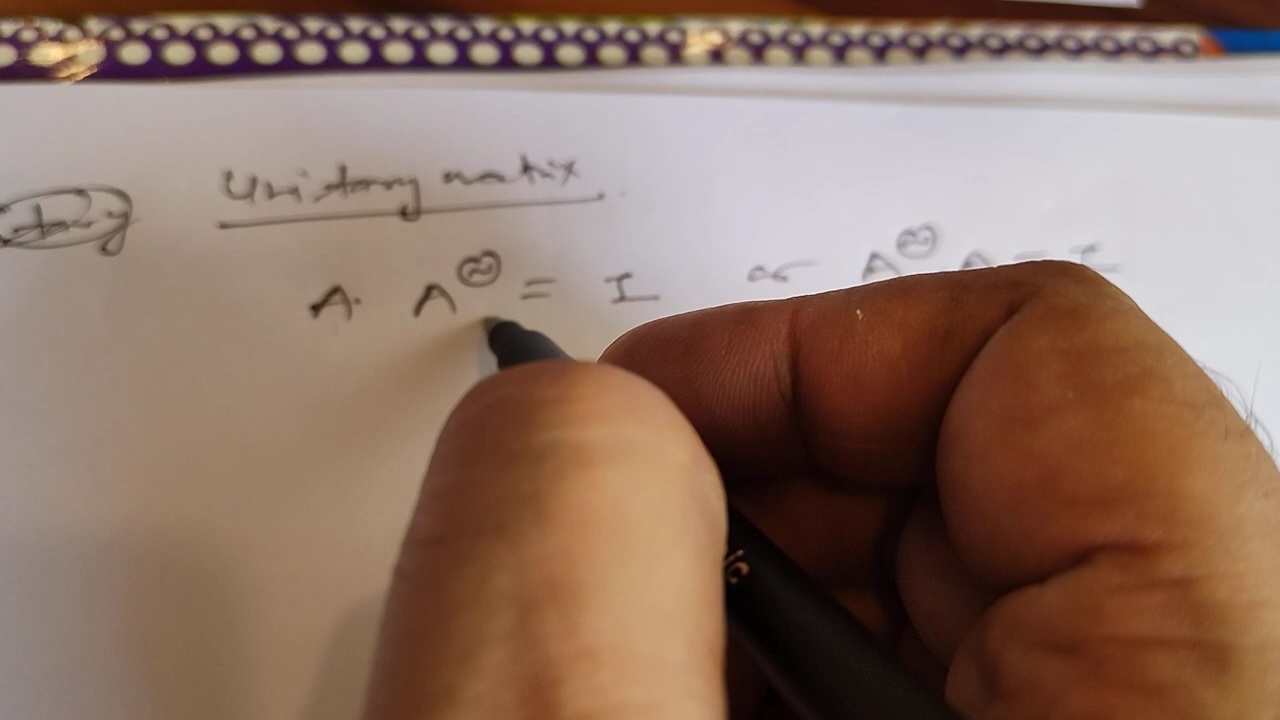 Unitary matrix
A. A^Θ = I or A^Θ A = I